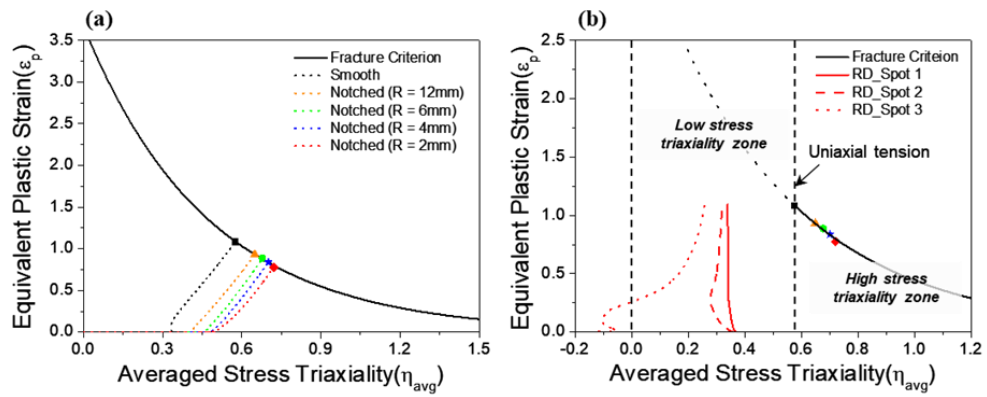 (a)
Equivalent Plastic Strain(εp)
3.5
3.0
2.5
2.0
1.5
1.0
0.5
0.0
Fracture Criterion
Smooth
Notched (R = 12mm)
Notched (R = 6mm)
Notched (R = 4mm)
Notched (R = 2mm)
0.0 0.3 0.6 0.9 1.2 1.5
Averaged Stress Triaxiality(ηavg)
(b)
Equivalent Plastic Strain(εp)
2.5
2.0
1.5
1.0
0.5
0.0
Fracture Criteion
RD_Spot 1
RD_Spot 2
RD_Spot 3
Low stress
triaxiality zone
Uniaxial tension
High stress
triaxiality zone
-0.2 0.0 0.2 0.4 0.6 0.8 1.0 1.2
Averaged Stress Triaxiality(ηavg)